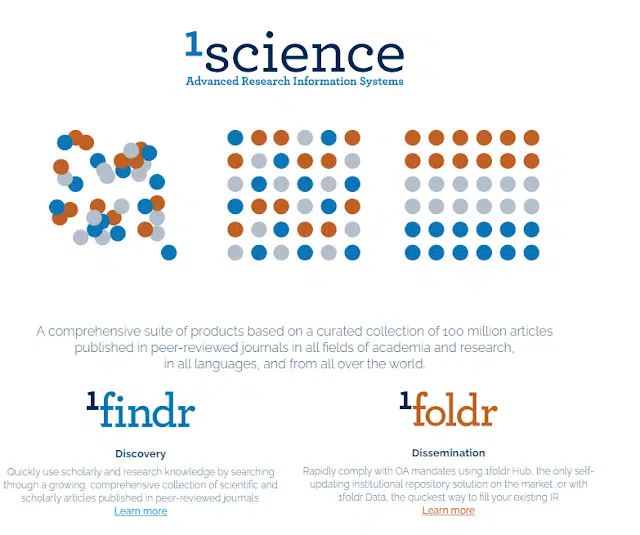 1science
Advanced Research Information Systems
A comprehensive suite of products based on a curated collection of 100 million articles
published in peer-reviewed journals in all fields of academia and research,
in all languages, and from all over the world.
1findr
Discovery
Quickly use scholarly and research knowledge by searching
through a growing, comprehensive collection of scientific and
scholarly articles published in peer-reviewed journals.
Learn more
1foldr
Dissemination
Rapidly comply with OA mandates using 1foldr Hub, the only self-
updating institutional repository solution on the market, or with
1foldr Data, the quickest way to fill your existing IR
Learn more